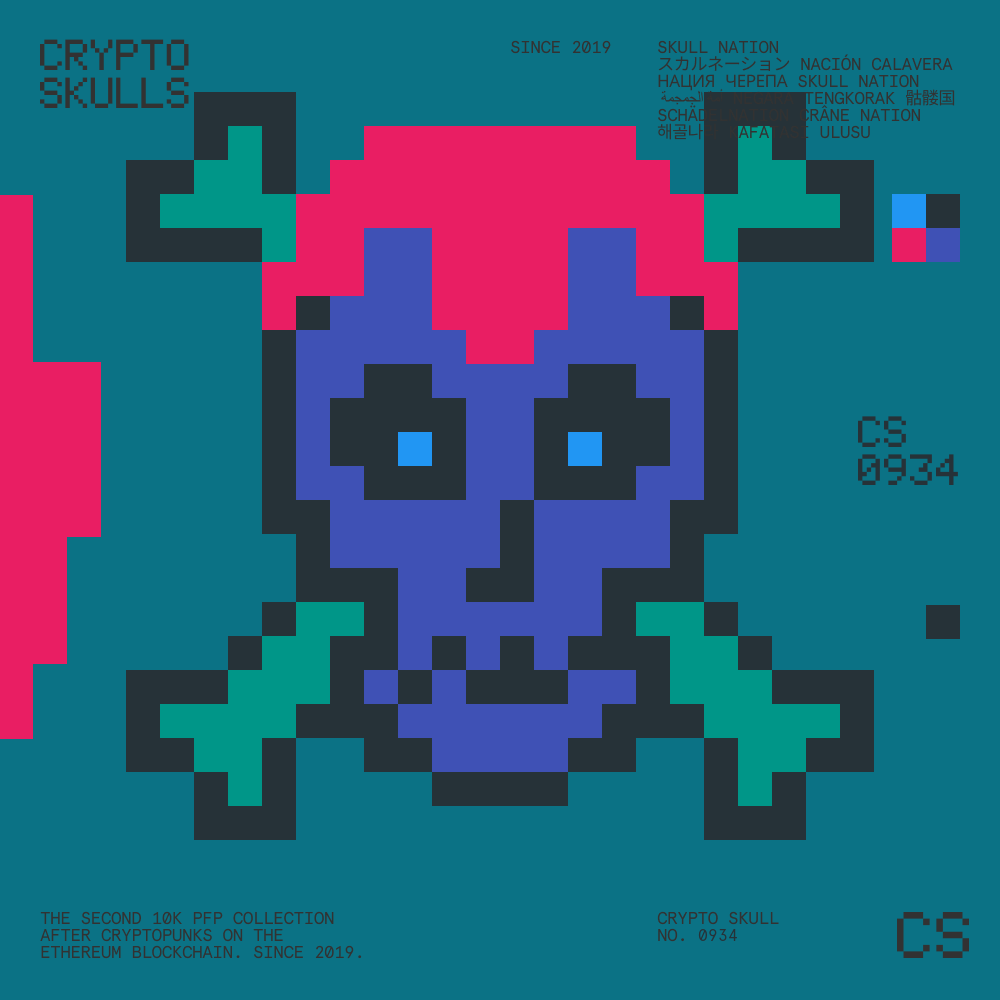 CRYPTO
SKULLS
SINCE 2019
SKULL NATION
スカルネーション NACIÓN CALAVERA
НАЦИЯ ЧЕРЕПА SKULL NATION
TENGKORAK 骷髅国
CRÂNE NATION
ULUSU
CS
0934
THE SECOND 10K PFP COLLECTION
AFTER CRYPTOPUNKS ON THE
ETHEREUM BLOCKCHAIN. SINCE 2019.
CRYPTO SKULL
NO. 0934
CS